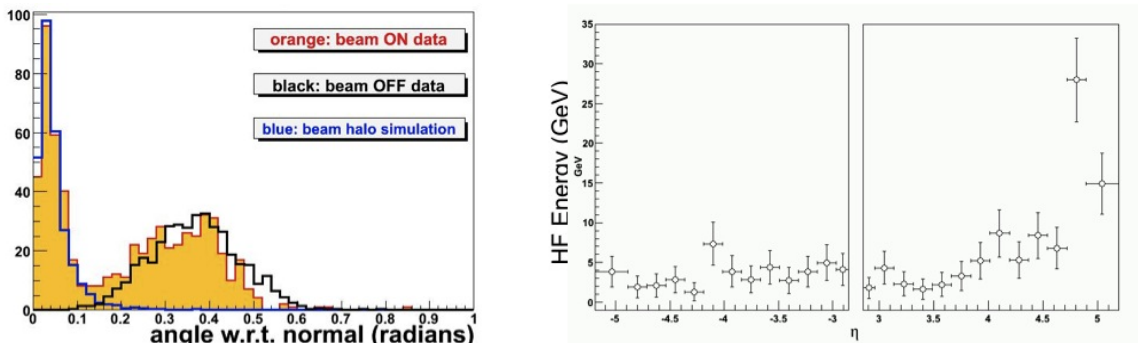 100
80
60
40
20
0
orange: beam ON data
black: beam OFF data
blue: beam halo simulation
0 0.1 0.2 0.3 0.4 0.5 0.6 0.7 0.8 0.9 1
angle w.r.t. normal (radians)
HF Energy (GeV)
GeV
35
30
25
20
15
10
5
0
-5 -4.5 -4 -3.5 -3
3 3.5 4 4.5 5
η